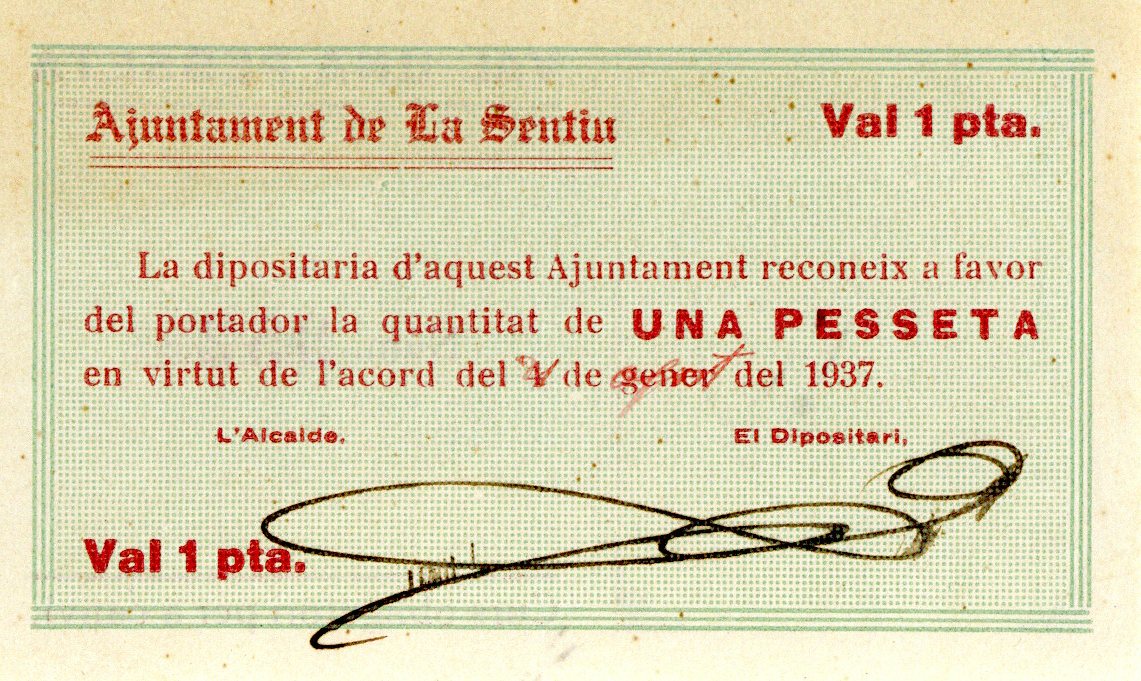 Ajuntament de La Sentiu
Val 1 pta.
La dipositaria d'aquest Ajuntament reconeix a favor
del portador la quantitat de UNA PESSETA
en virtut de l'acord del de gener del 1937.
L'Alcalde.
El Dipositari,
Val 1 pta.